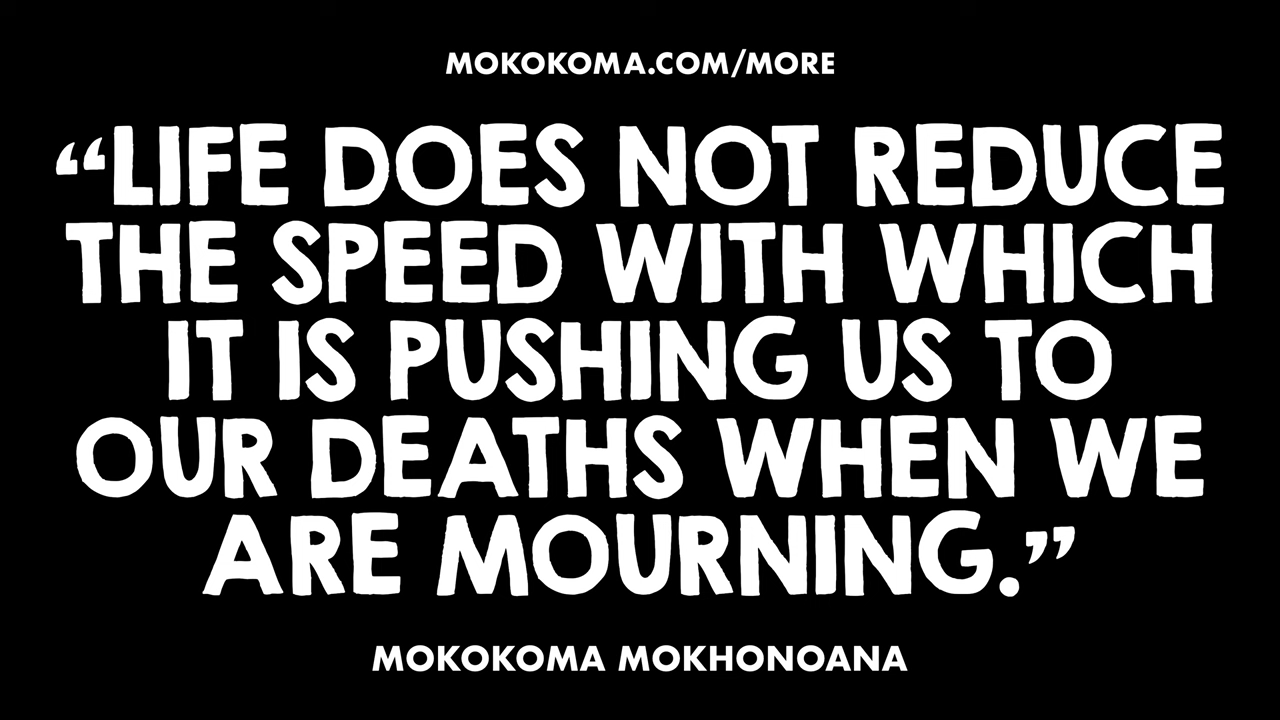 MOKOKOMA.COM/MORE
“LIFE DOES NOT REDUCE
THE SPEED WITH WHICH
IT IS PUSHING US TO
OUR DEATHS WHEN WE
ARE MOURNING.”
MOKOKOMA MOKHONOANA